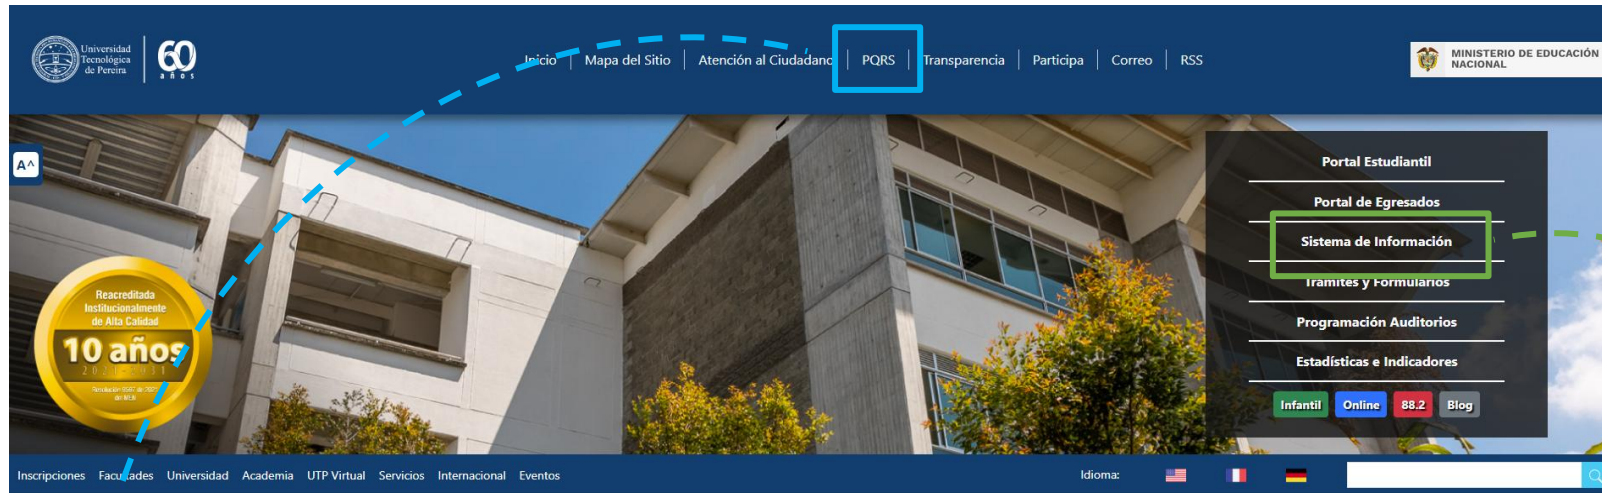 Universidad
Tecnológica
de Pereira
60
años
Inicio | Mapa del Sitio | Atención al Ciudadano | PQRS | Transparencia | Participa | Correo | RSS
MINISTERIO DE EDUCACIÓN
NACIONAL
A^
Portal Estudiantil
Portal de Egresados
Sistema de Información
Trámites y Formularios
Programación Auditorios
Estadísticas e Indicadores
Infantil Online 88.2 Blog
Reacreditada
Institucionalmente
de Alta Calidad
10 años
2021-2031
del MEN
Inscripciones Facultades Universidad Academia UTP Virtual Servicios Internacional Eventos
Idioma: